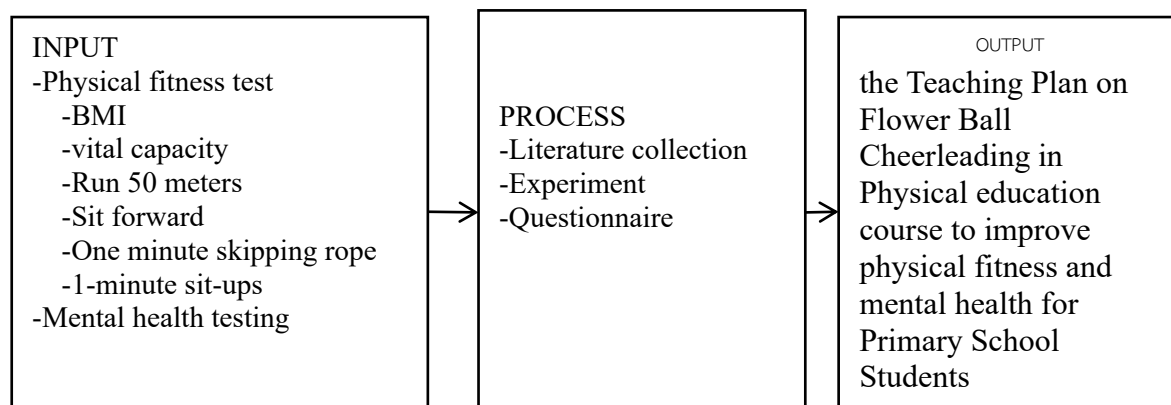 INPUT
-Physical fitness test
-BMI
-vital capacity
-Run 50 meters
-Sit forward
-One minute skipping rope
-1-minute sit-ups
-Mental health testing
PROCESS
-Literature collection
-Experiment
-Questionnaire
OUTPUT
the Teaching Plan on
Flower Ball
Cheerleading in
Physical education
course to improve
physical fitness and
mental health for
Primary School
Students